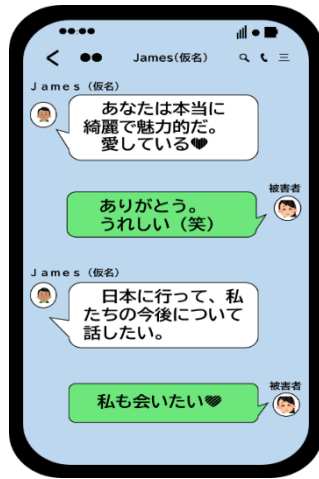 James(仮名)
James（仮名）
あなたは本当に
綺麗で魅力的だ。
愛している♥
被害者
ありがとう。
うれしい（笑）
James（仮名）
日本に行って、私
たちの今後について
話したい。
被害者
私も会いたい♥